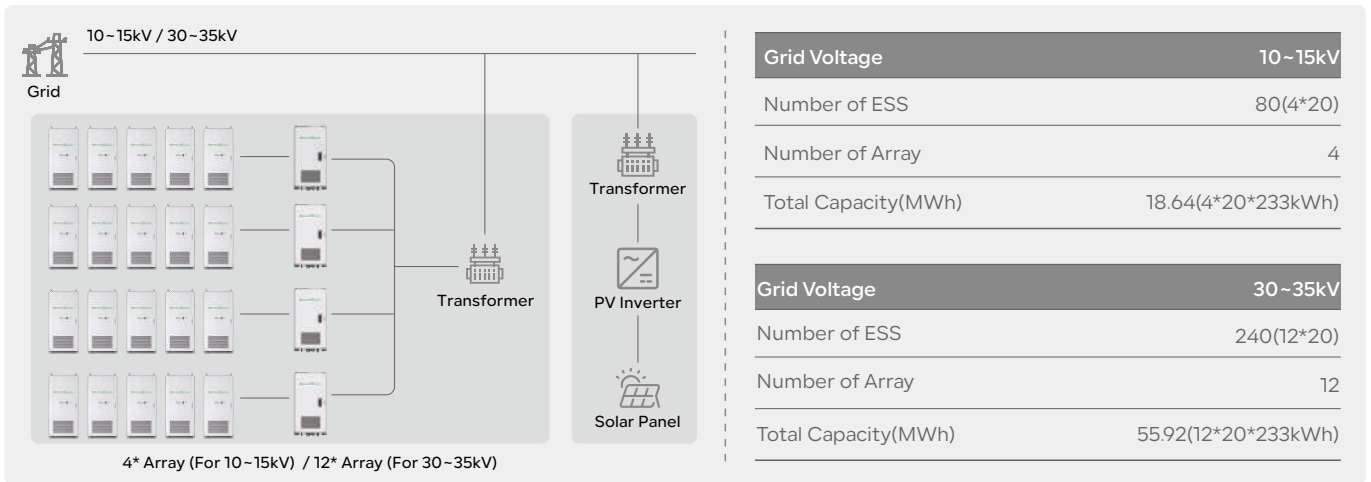 10~15kV / 30~35kV
Grid
Transformer
Transformer
PV Inverter
Solar Panel
4* Array (For 10~15kV) / 12* Array (For 30~35kV)
Grid Voltage 10~15kV
Number of ESS 80(4*20)
Number of Array 4
Total Capacity(MWh) 18.64(4*20*233kWh)
Grid Voltage 30~35kV
Number of ESS 240(12*20)
Number of Array 12
Total Capacity(MWh) 55.92(12*20*233kWh)